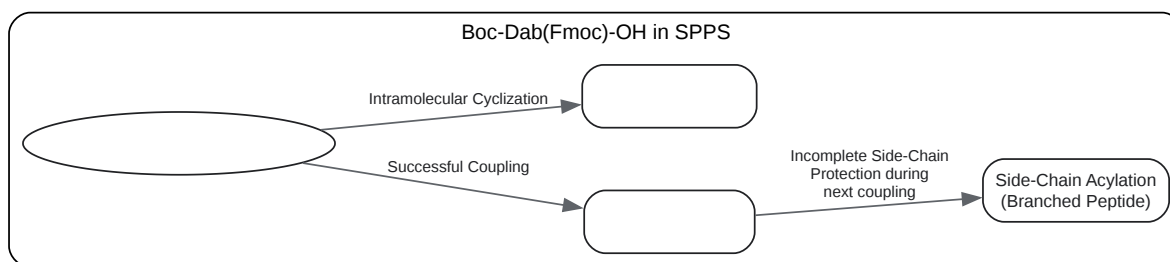 Boc-Dab(Fmoc)-OH in SPPS
Intramolecular Cyclization
Successful Coupling
Incomplete Side-Chain
Protection during
next coupling
Side-Chain Acylation
(Branched Peptide)